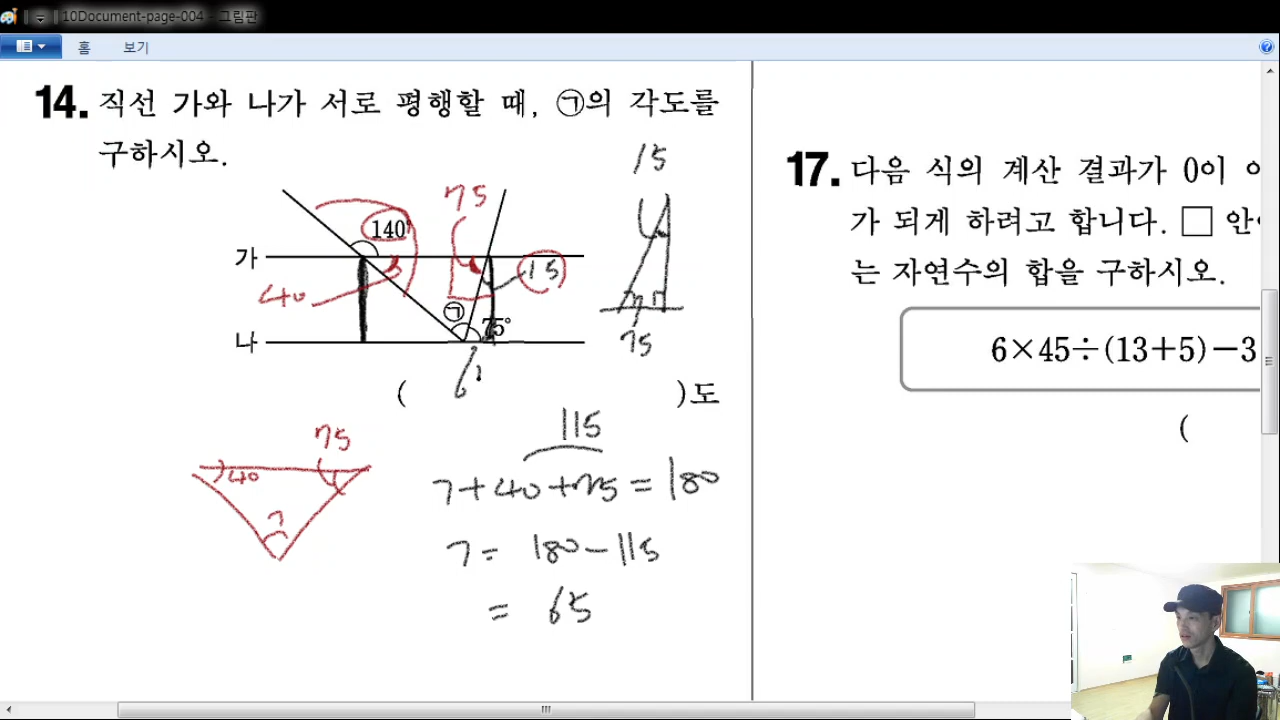 10Document-page-004 - 그림판
홈 보기
14. 직선 가와 나가 서로 평행할 때, ㉠의 각도를
구하시오.
15
75
140°
가
15
40
㉠
75°
나
75
6
( )도
115
75
40
ㄱ+40+75=180
ㄱ
ㄱ= 180-115
= 65
17. 다음 식의 계산 결과가 0이
가 되게 하려고 합니다. □ 안
는 자연수의 합을 구하시오.
6×45÷(13+5)-3
(